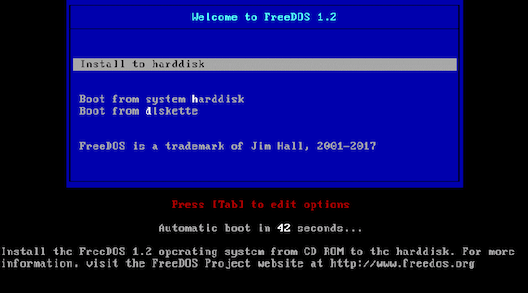 Welcome to FreeDOS 1.2
Install to harddisk
Boot from system harddisk
Boot from diskette
FreeDOS is a trademark of Jim Hall, 2001-2017
Press [Tab] to edit options
Automatic boot in 42 seconds...
Install the FreeDOS 1.2 operating system from CD ROM to the harddisk. For more
information, visit the FreeDOS Project website at http://www.freedos.org